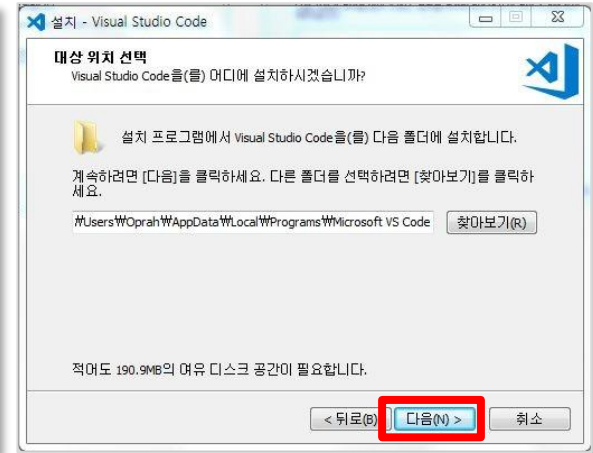 설치 - Visual Studio Code
대상 위치 선택
Visual Studio Code을(를) 어디에 설치하시겠습니까?
설치 프로그램에서 Visual Studio Code을(를) 다음 폴더에 설치합니다.
계속하려면 [다음]을 클릭하세요. 다른 폴더를 선택하려면 [찾아보기]를 클릭하
세요.
₩Users₩Oprah₩AppData₩Local₩Programs₩Microsoft VS Code 찾아보기(R)
적어도 190.9MB의 여유 디스크 공간이 필요합니다.
< 뒤로(B) 다음(N) > 취소